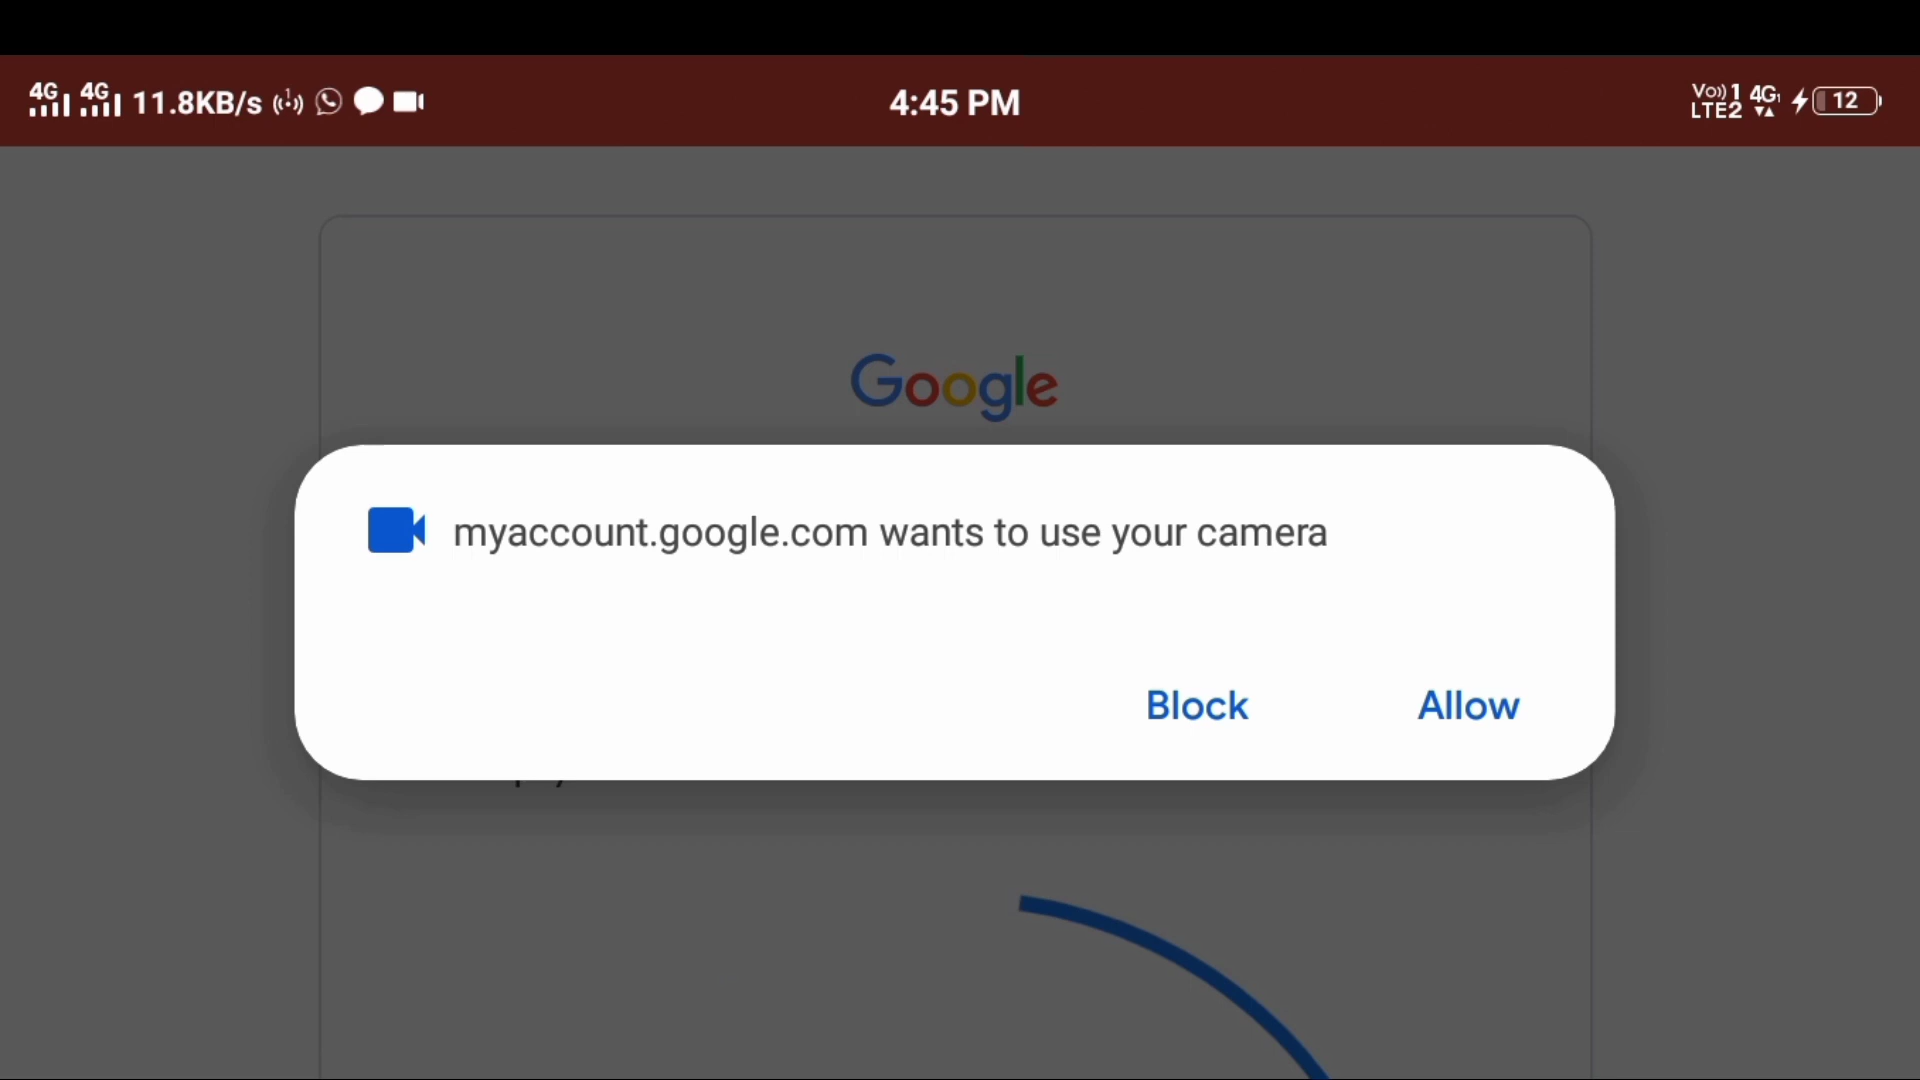 4G 4G 11.8KB/s 4:45 PM Vo)) 1 LTE2 4G 12
Google
myaccount.google.com wants to use your camera
Block Allow